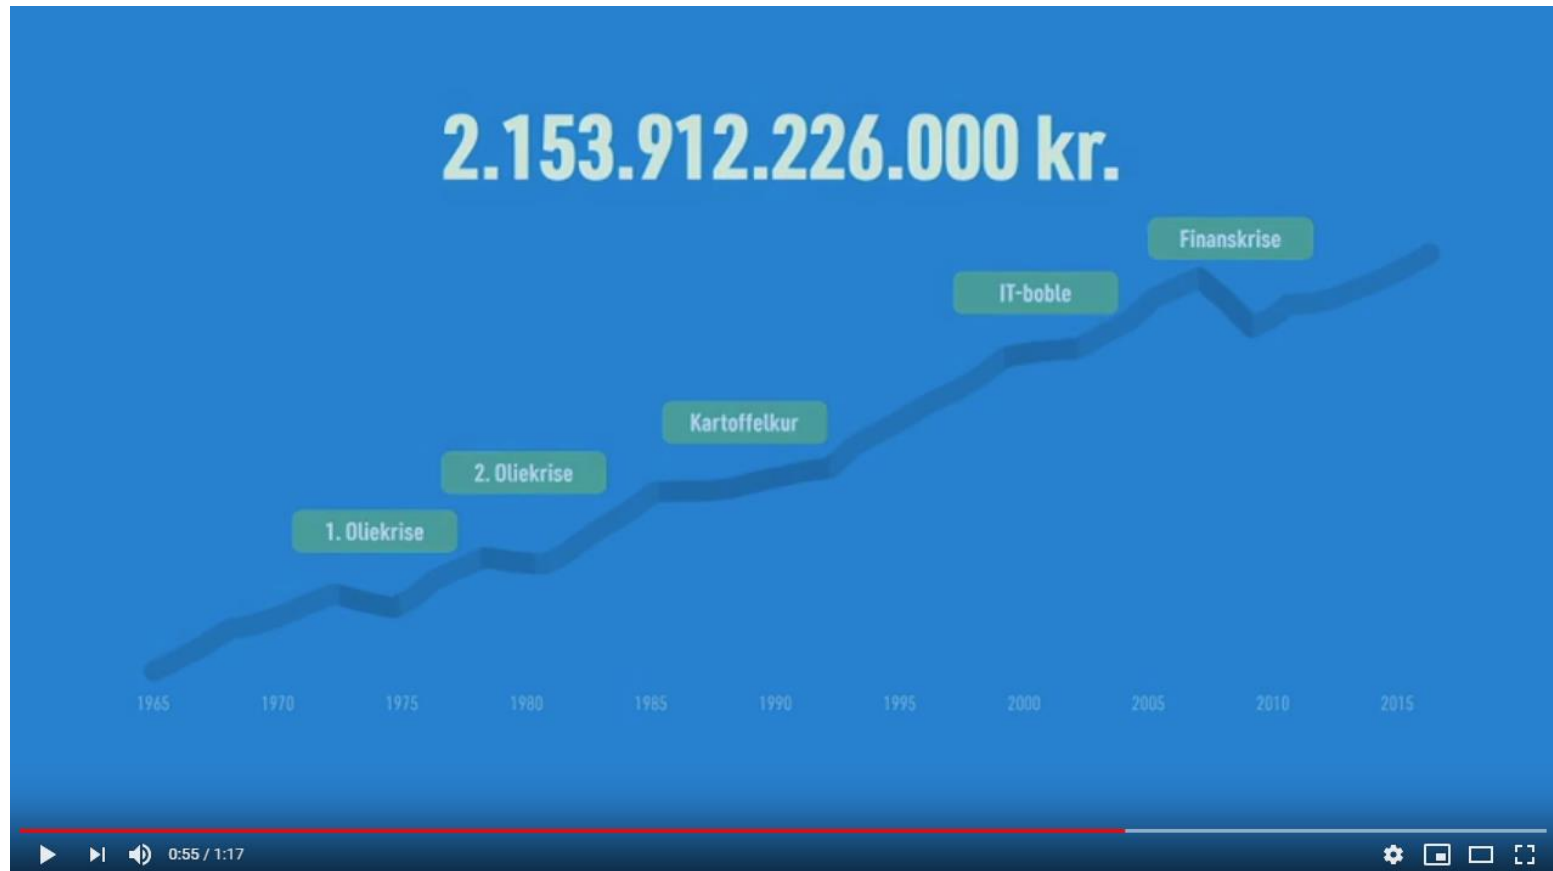 2.153.912.226.000 kr.
Finanskrise
IT-boble
Kartoffelkur
2. Oliekrise
1. Oliekrise
1965 1970 1975 1980 1985 1990 1995 2000 2005 2010 2015
0:55 / 1:17